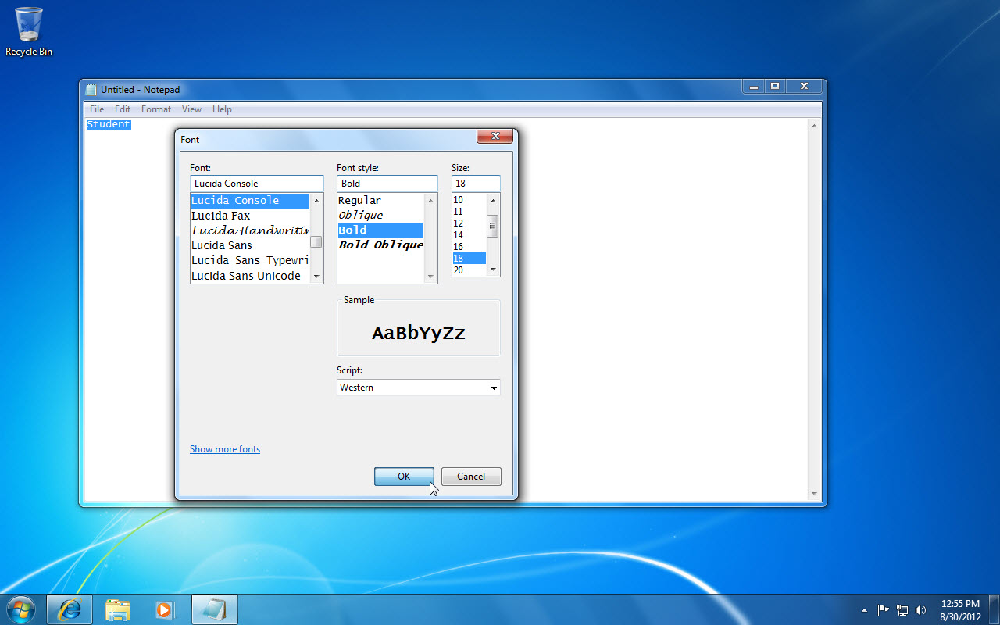 Recycle Bin
Untitled - Notepad
File Edit Format View Help
Student
Font
Font: Font style: Size:
Lucida Console Bold 18
Lucida Console
Lucida Fax
Lucida Handwritin
Lucida Sans
Lucida Sans Typewri
Lucida Sans Unicode
Regular
Oblique
Bold
Bold Oblique
10
11
12
14
16
18
20
Sample
AaBbYyZz
Script:
Western
Show more fonts
OK Cancel
12:55 PM
8/30/2012